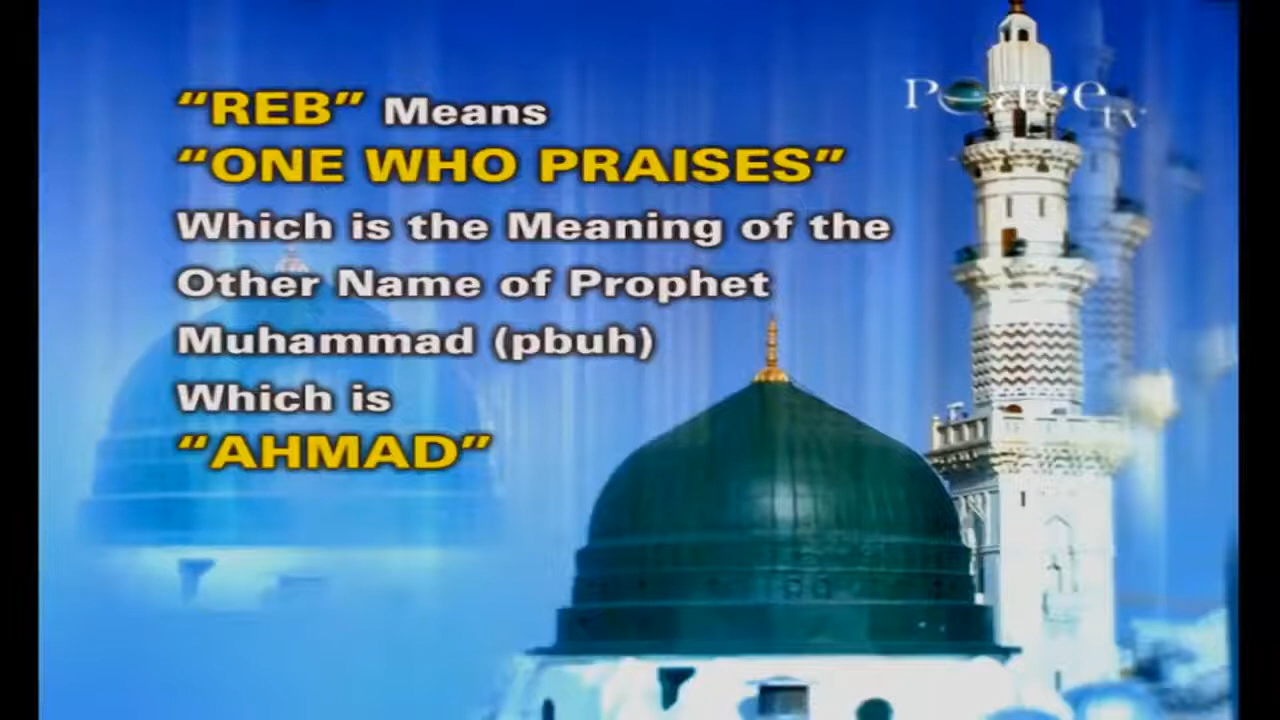 “REB” Means
“ONE WHO PRAISES”
Which is the Meaning of the
Other Name of Prophet
Muhammad (pbuh)
Which is
“AHMAD”
Peace tv